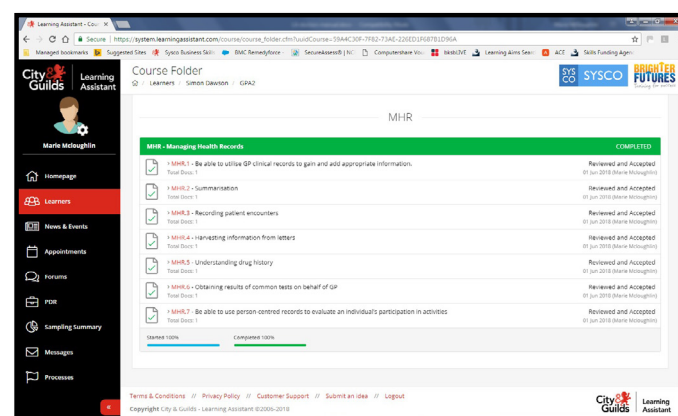 Learning Assistant - Cour
Secure https://system.learningassistant.com/course/course_folder.cfm?uuidCourse=59A4C30F-7F82-73AE-226ED1F6B7B1D96A
Managed bookmarks Suggested Sites Sysco Business Skills BMC Remedyforce SecureAssess® | NC Computershare Vou bksbLIVE Learning Aims Sear ACE Skills Funding Agen
City & Guilds Learning Assistant
Course Folder
Learners / Simon Dawson / GPA2
SYSCO SYSCO BRIGHTER FUTURES
Training for
MHR
Marie Mcloughlin
MHR - Managing Health Records COMPLETED
MHR.1 - Be able to utilise GP clinical records to gain and add appropriate information. Reviewed and Accepted
Total Docs: 1 01 Jun 2018 (Marie Mcloughlin)
MHR.2 - Summarisation Reviewed and Accepted
Total Docs: 1 01 Jun 2018 (Marie Mcloughlin)
MHR.3 - Recording patient encounters Reviewed and Accepted
Total Docs: 1 01 Jun 2018 (Marie Mcloughlin)
MHR.4 - Harvesting information from letters Reviewed and Accepted
Total Docs: 1 01 Jun 2018 (Marie Mcloughlin)
MHR.5 - Understanding drug history Reviewed and Accepted
Total Docs: 1 01 Jun 2018 (Marie Mcloughlin)
MHR.6 - Obtaining results of common tests on behalf of GP Reviewed and Accepted
Total Docs: 1 01 Jun 2018 (Marie Mcloughlin)
MHR.7 - Be able to use person centred records to evaluate an individual's participation in activities Reviewed and Accepted
Total Docs: 1 01 Jun 2018 (Marie Mcloughlin)
Started 100% Completed 100%
Homepage
Learners
News & Events
Appointments
Forums
PDR
Sampling Summary
Messages
Processes
Terms & Conditions // Privacy Policy // Customer Support // Submit an idea // Logout
Copyright City & Guilds - Learning Assistant ©2006-2018
City & Guilds Learning Assistant